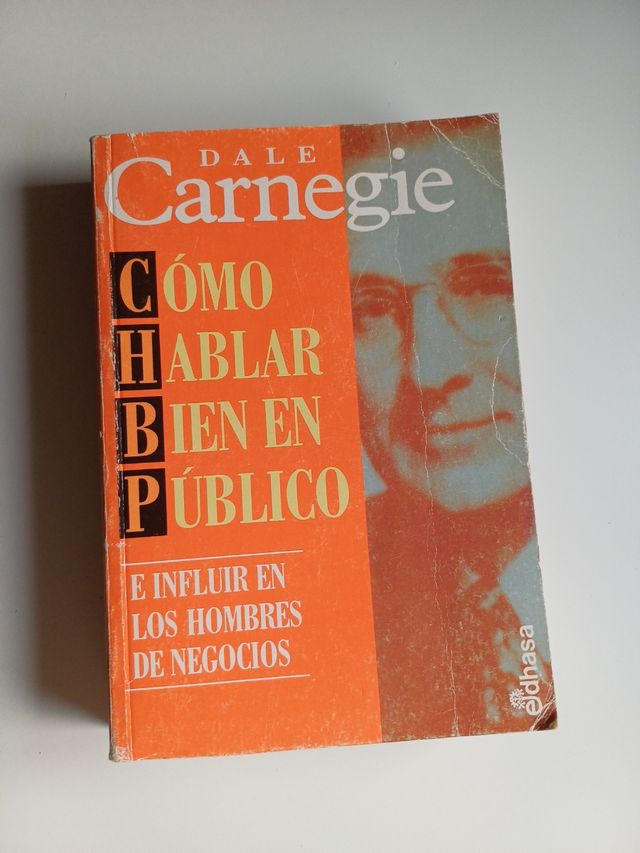 DALE
Carnegie
CÓMO
HABLAR
BIEN EN
PÚBLICO
E INFLUIR EN
LOS HOMBRES
DE NEGOCIOS
edhasa